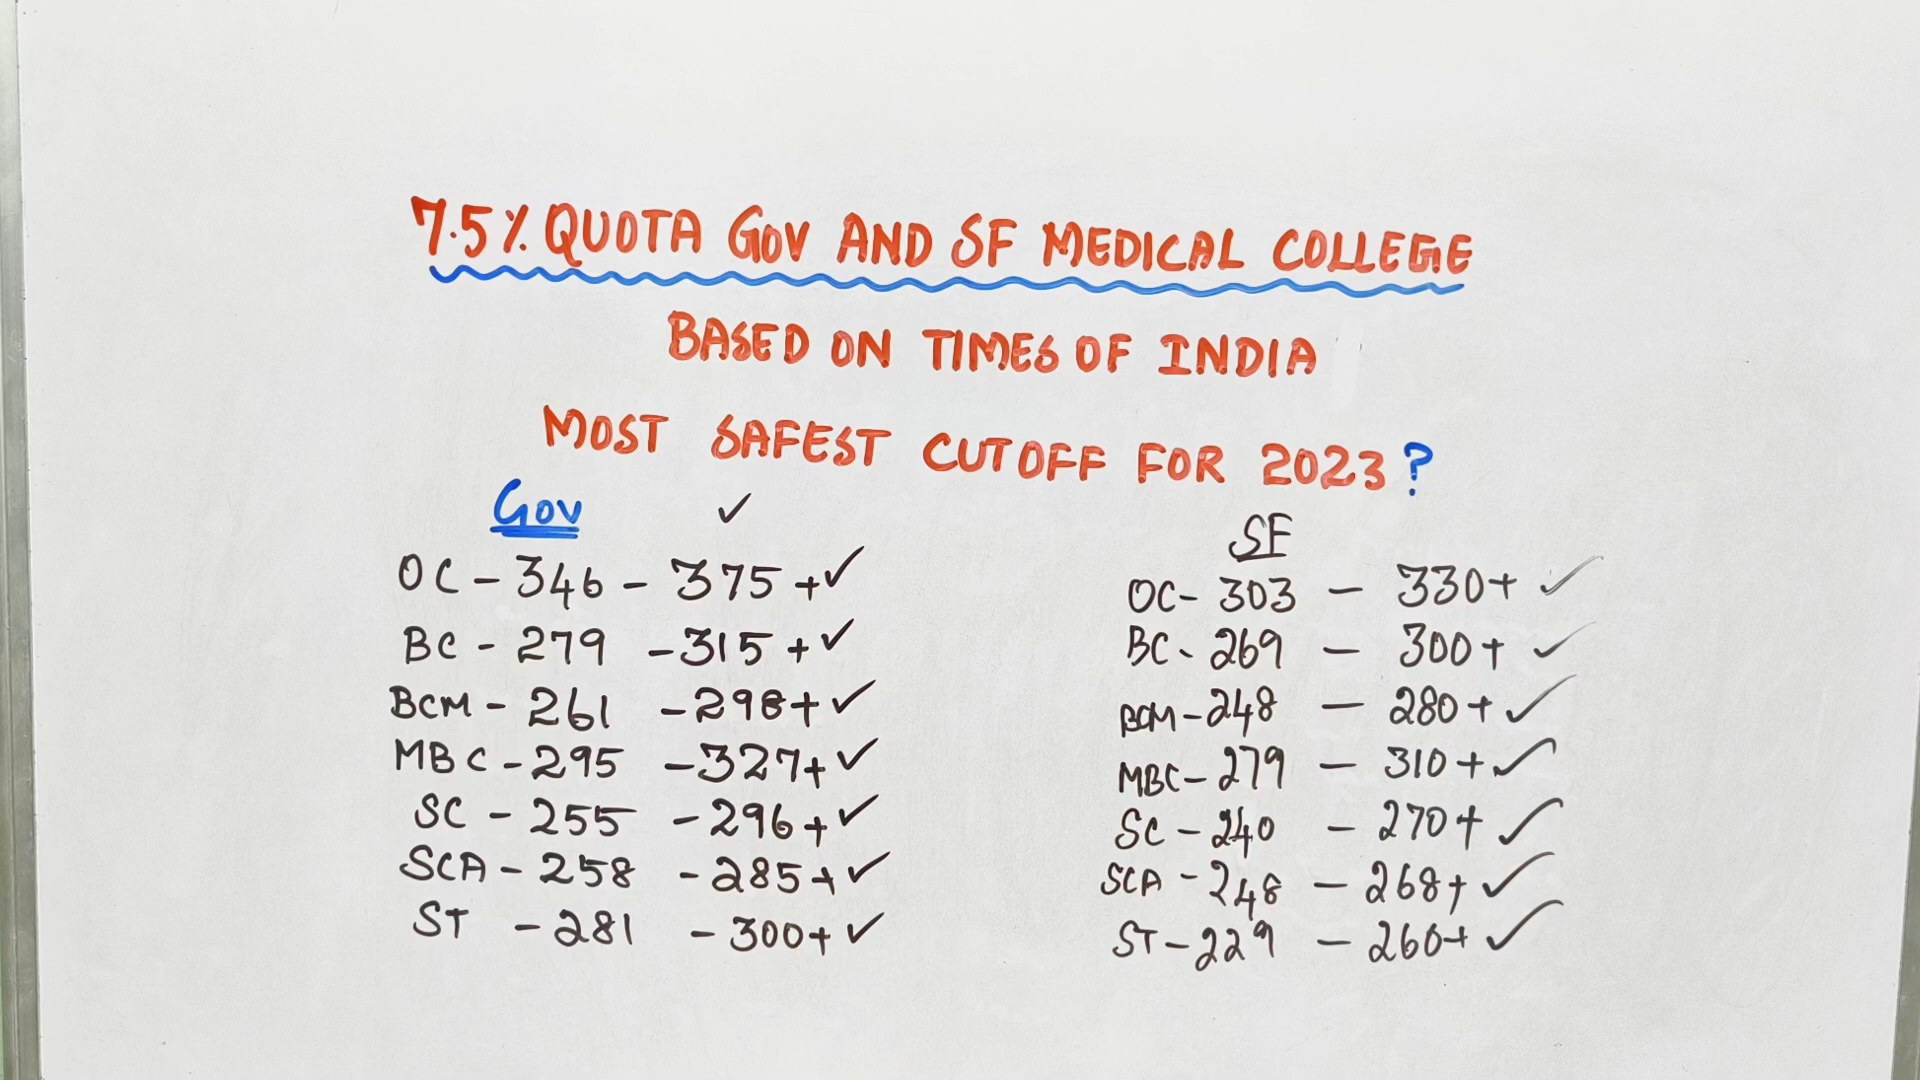 7.5% QUOTA GOV AND SF MEDICAL COLLEGE
BASED ON TIMES OF INDIA
MOST SAFEST CUTOFF FOR 2023?
Gov ✓
OC - 346 - 375+ ✓
BC - 279 - 315+ ✓
BCM - 261 - 298+ ✓
MBC - 295 - 327+ ✓
SC - 255 - 296+ ✓
SCA - 258 - 285+ ✓
ST - 281 - 300+ ✓
SF
OC - 303 - 330+ ✓
BC - 269 - 300+ ✓
BCM - 248 - 280+ ✓
MBC - 279 - 310+ ✓
SC - 240 - 270+ ✓
SCA - 248 - 268+ ✓
ST - 229 - 260+ ✓